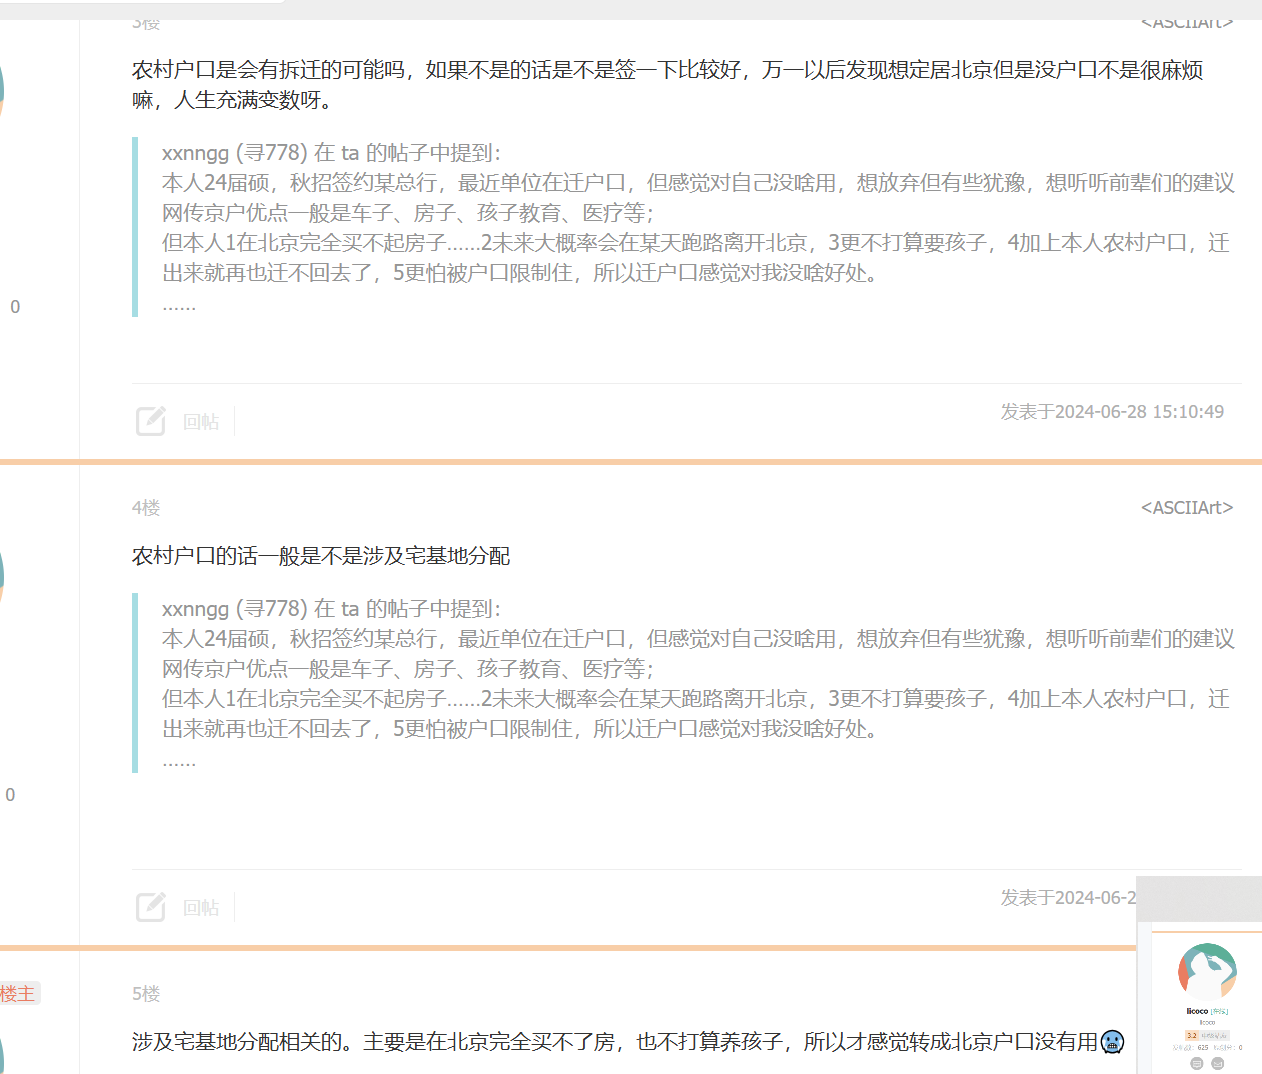 3楼
<ASCIIArt>
农村户口是会有拆迁的可能吗，如果不是的话是不是签一下比较好，万一以后发现想定居北京但是没户口不是很麻烦
嘛，人生充满变数呀。
xxnngg (寻778) 在 ta 的帖子中提到：
本人24届硕，秋招签约某总行，最近单位在迁户口，但感觉对自己没啥用，想放弃但有些犹豫，想听听前辈们的建议
网传京户优点一般是车子、房子、孩子教育、医疗等；
但本人1在北京完全买不起房子......2未来大概率会在某天跑路离开北京，3更不打算要孩子，4加上本人农村户口，迁
出来就再也迁不回去了，5更怕被户口限制住，所以迁户口感觉对我没啥好处。
......
0
回帖
发表于2024-06-28 15:10:49
4楼
<ASCIIArt>
农村户口的话一般是不是涉及宅基地分配
xxnngg (寻778) 在 ta 的帖子中提到：
本人24届硕，秋招签约某总行，最近单位在迁户口，但感觉对自己没啥用，想放弃但有些犹豫，想听听前辈们的建议
网传京户优点一般是车子、房子、孩子教育、医疗等；
但本人1在北京完全买不起房子......2未来大概率会在某天跑路离开北京，3更不打算要孩子，4加上本人农村户口，迁
出来就再也迁不回去了，5更怕被户口限制住，所以迁户口感觉对我没啥好处。
......
0
回帖
发表于2024-06-2
楼主
5楼
涉及宅基地分配相关的。主要是在北京完全买不了房，也不打算养孩子，所以才感觉转成北京户口没有用
licoco
licoco
3.2
625
0